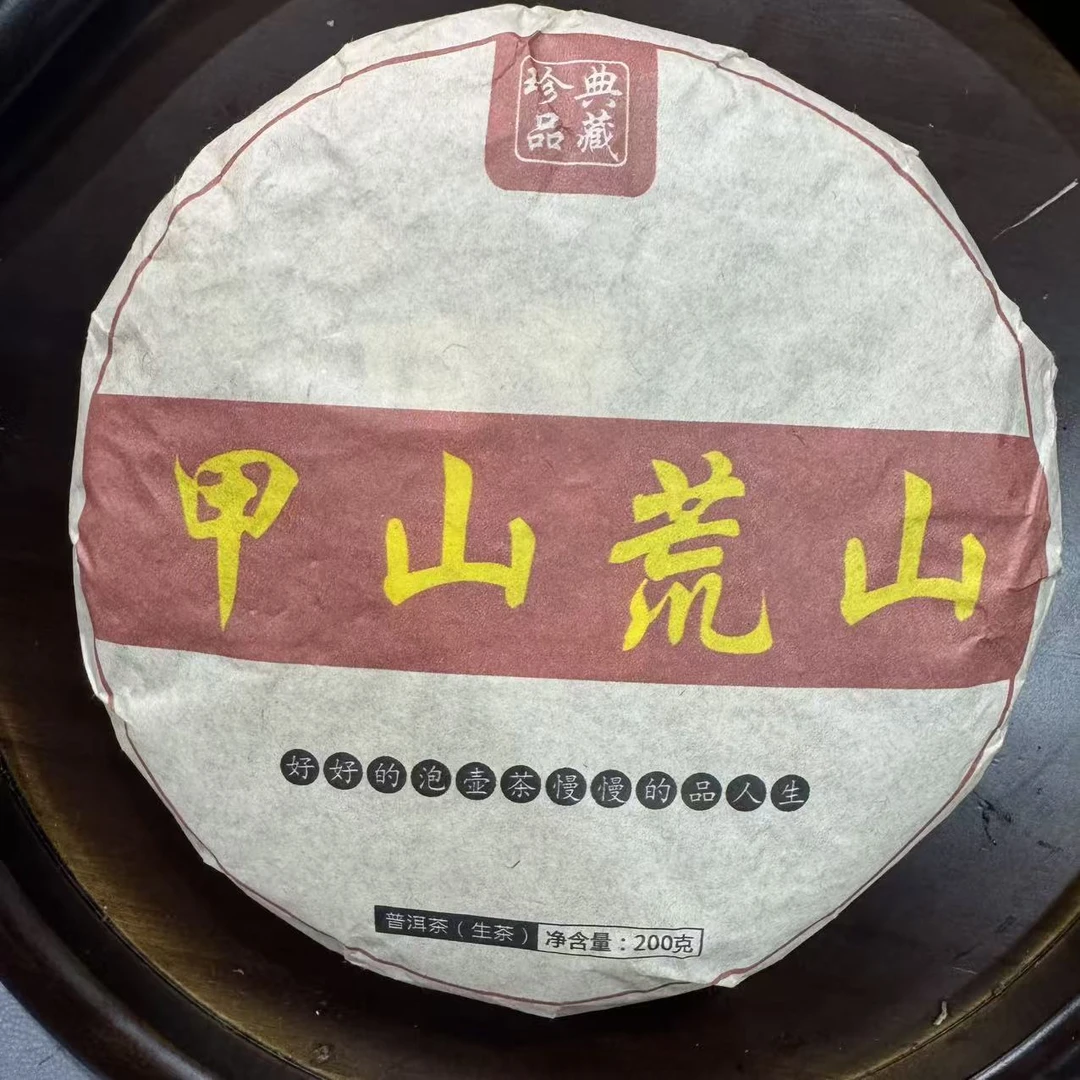 典藏
珍品
甲山荒山
好好的泡壶茶慢慢的品人生
普洱茶（生茶） 净含量：200克